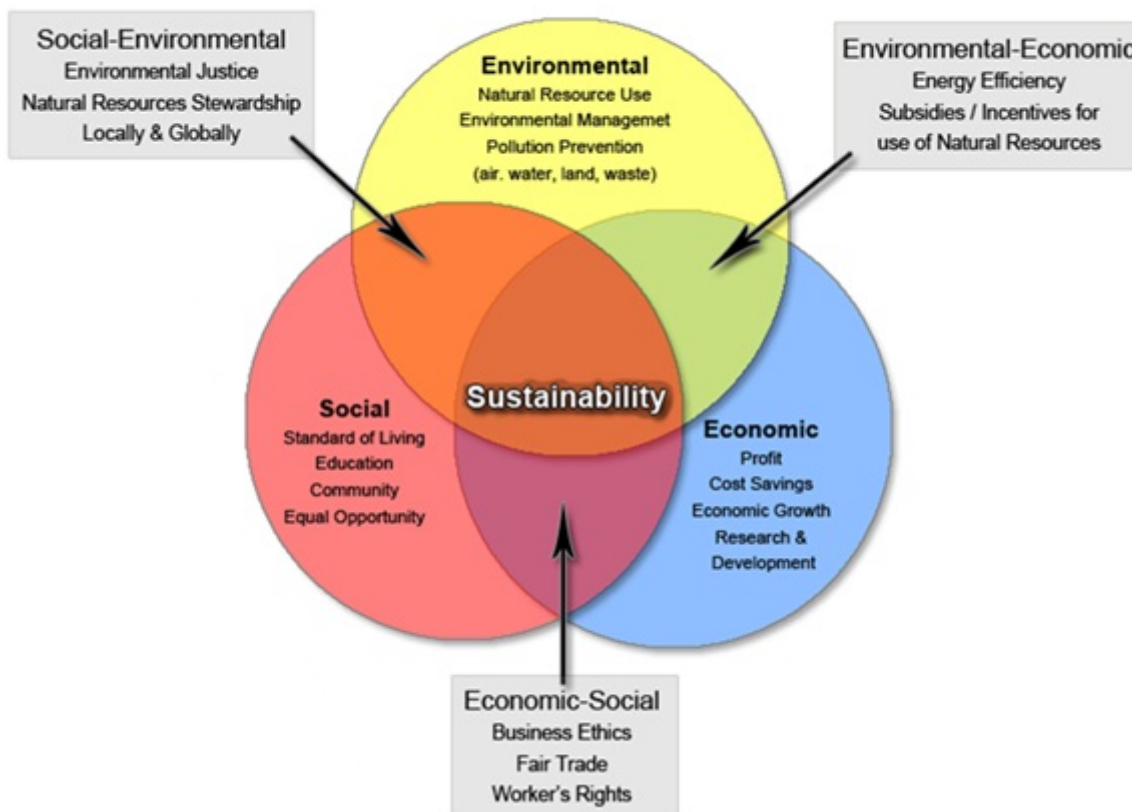 Social-Environmental
Environmental Justice
Natural Resources Stewardship
Locally & Globally
Environmental
Natural Resource Use
Environmental Managemet
Pollution Prevention
(air. water, land, waste)
Environmental-Economic
Energy Efficiency
Subsidies / Incentives for
use of Natural Resources
Sustainability
Social
Standard of Living
Education
Community
Equal Opportunity
Economic
Profit
Cost Savings
Economic Growth
Research &
Development
Economic-Social
Business Ethics
Fair Trade
Worker's Rights